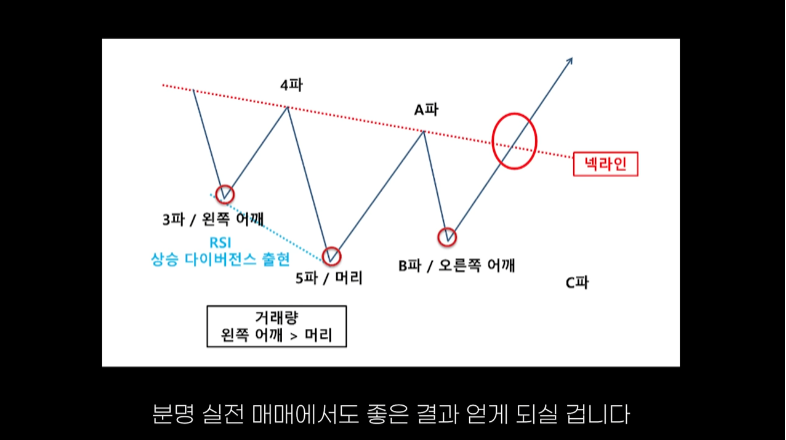 4파
A파
넥라인
3파 / 왼쪽 어깨
RSI
상승 다이버전스 출현
5파 / 머리
B파 / 오른쪽 어깨
C파
거래량
왼쪽 어깨 > 머리
분명 실전 매매에서도 좋은 결과 얻게 되실 겁니다